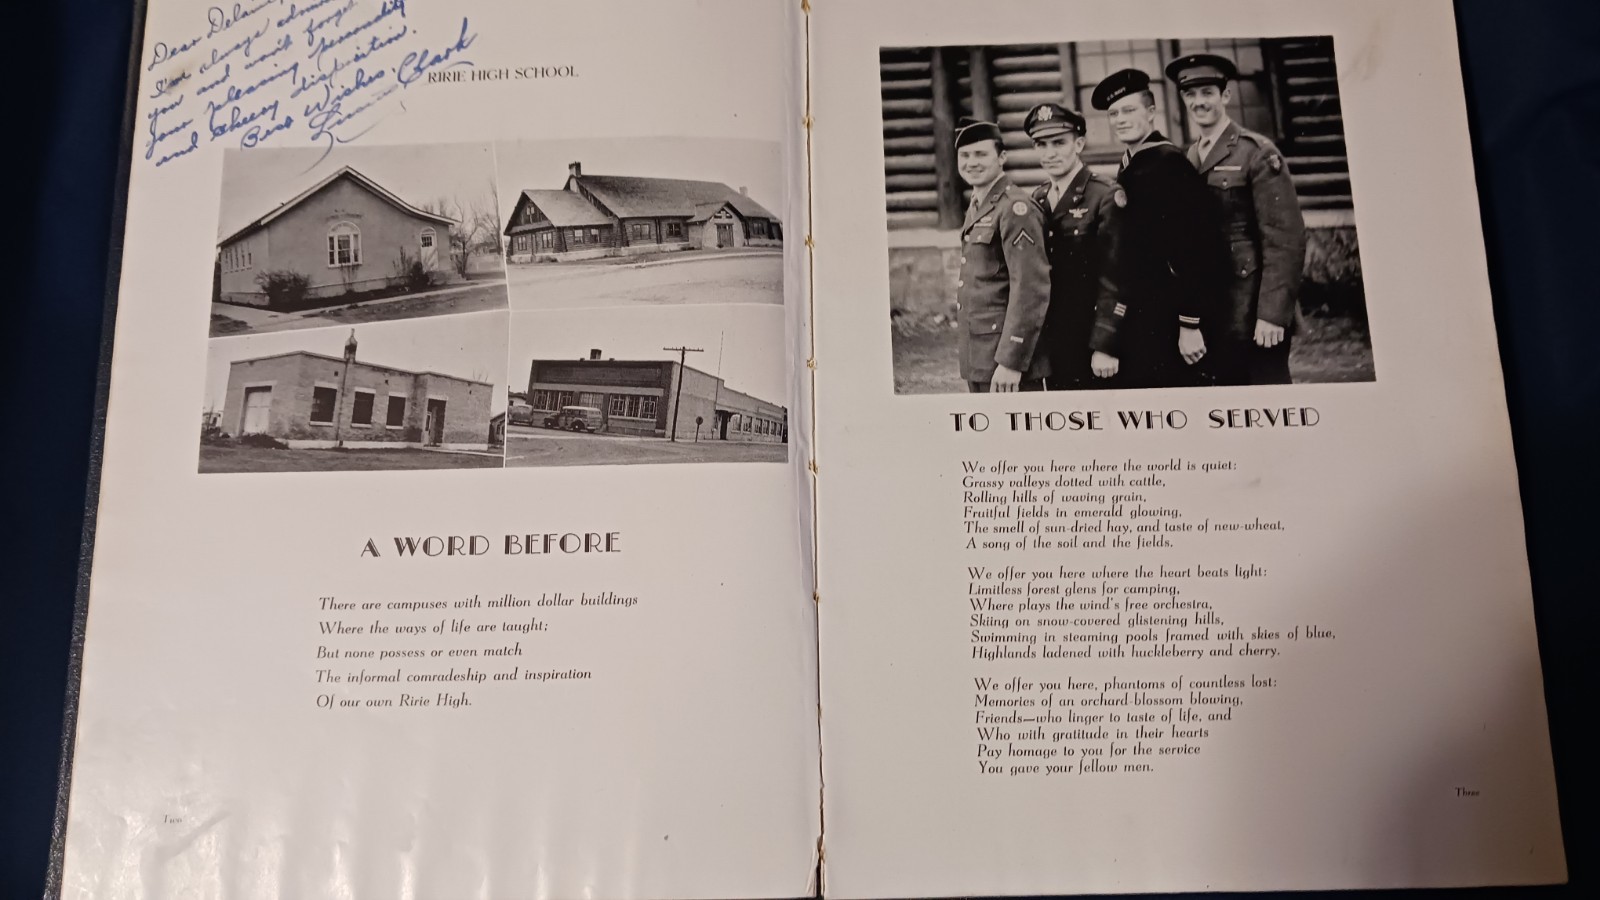 Dear
I've always
you and won't forget
your pleasing personality
and cheery disposition.
Best Wishes,
Clark
RIRIE HIGH SCHOOL
A WORD BEFORE
There are campuses with million dollar buildings
Where the ways of life are taught;
But none possess or even match
The informal comradeship and inspiration
Of our own Ririe High.
Two
TO THOSE WHO SERVED
We offer you here where the world is quiet:
Grassy valleys dotted with cattle,
Rolling hills of waving grain,
Fruitful fields in emerald glowing,
The smell of sun-dried hay, and taste of new-wheat,
A song of the soil and the fields.
We offer you here where the heart beats light:
Limitless forest glens for camping,
Where plays the wind's free orchestra,
Skiing on snow-covered glistening hills,
Swimming in steaming pools framed with skies of blue,
Highlands ladened with huckleberry and cherry.
We offer you here, phantoms of countless lost:
Memories of an orchard-blossom blowing,
Friends—who linger to taste of life, and
Who with gratitude in their hearts
Pay homage to you for the service
You gave your fellow men.
Three